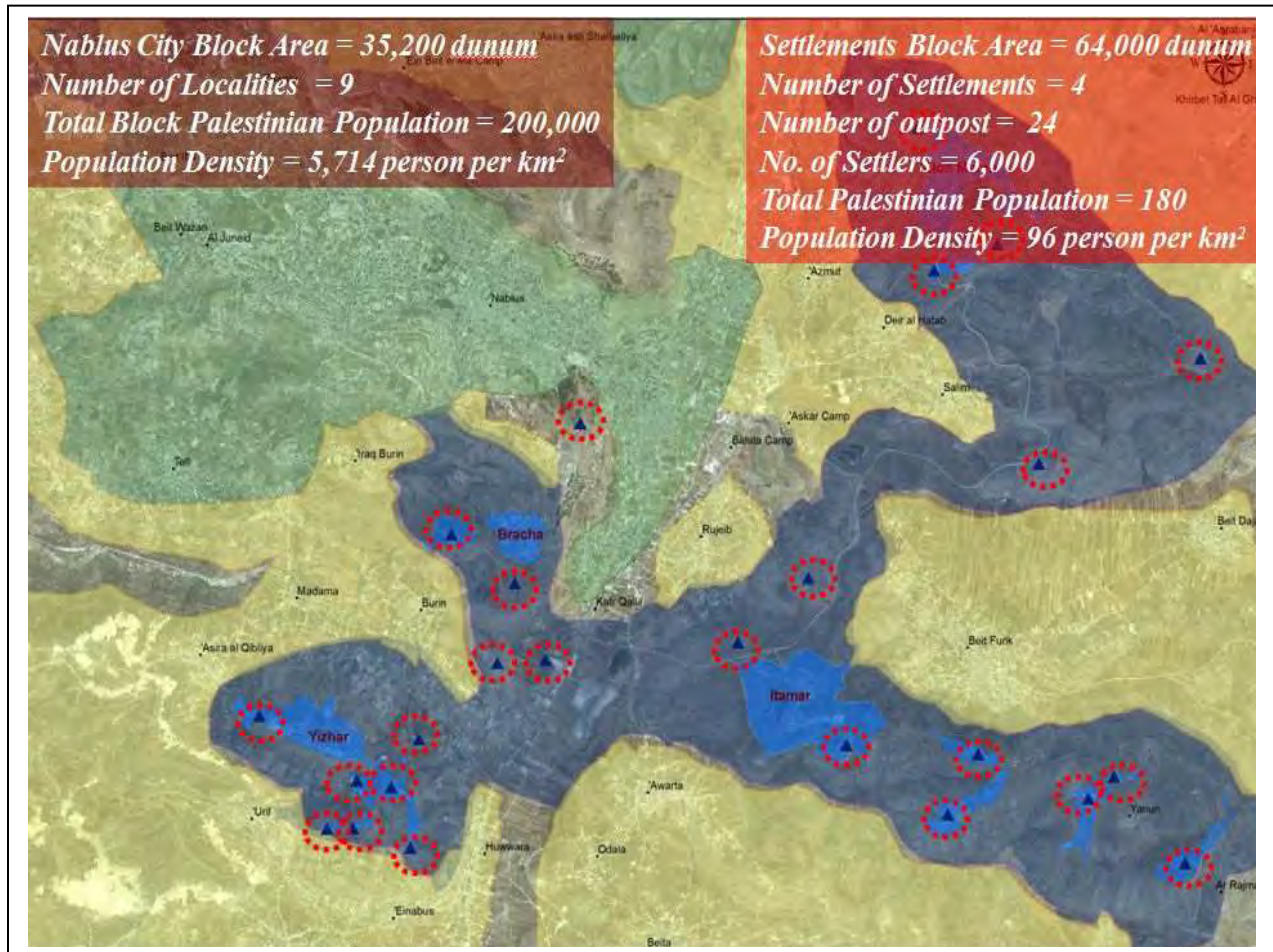 Nablus City Block Area = 35,200 dunum
Number of Localities = 9
Total Block Palestinian Population = 200,000
Population Density = 5,714 person per km²
Settlements Block Area = 64,000 dunum
Number of Settlements = 4
Number of outpost = 24
No. of Settlers = 6,000
Total Palestinian Population = 180
Population Density = 96 person per km²
Beit Wazan
Al Juneid
Nablus
'Azmut
Deir al Hatab
Salim
'Askar Camp
Balata Camp
'Iraq Burin
Tell
Rujeib
Beit Daj
Bracha
Madama
Burin
Kafr Qalil
Beit Furik
'Asira al Qibliya
Itamar
Yizhar
'Awarta
'Urif
Yanun
Huwwara
Odala
Ar Rajm
'Einabus
Beita